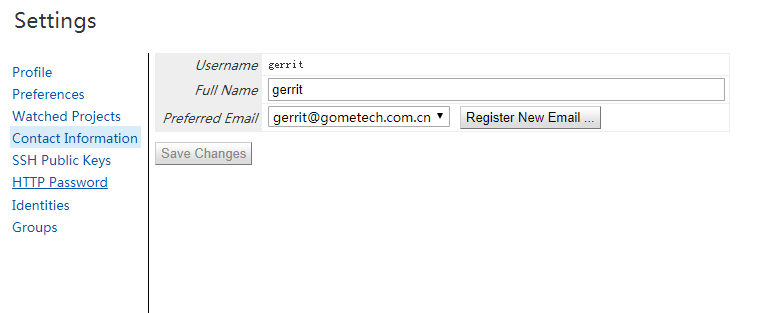 Settings
Profile
Preferences
Watched Projects
Contact Information
SSH Public Keys
HTTP Password
Identities
Groups
Username gerrit
Full Name gerrit
Preferred Email gerrit@gometech.com.cn Register New Email ...
Save Changes